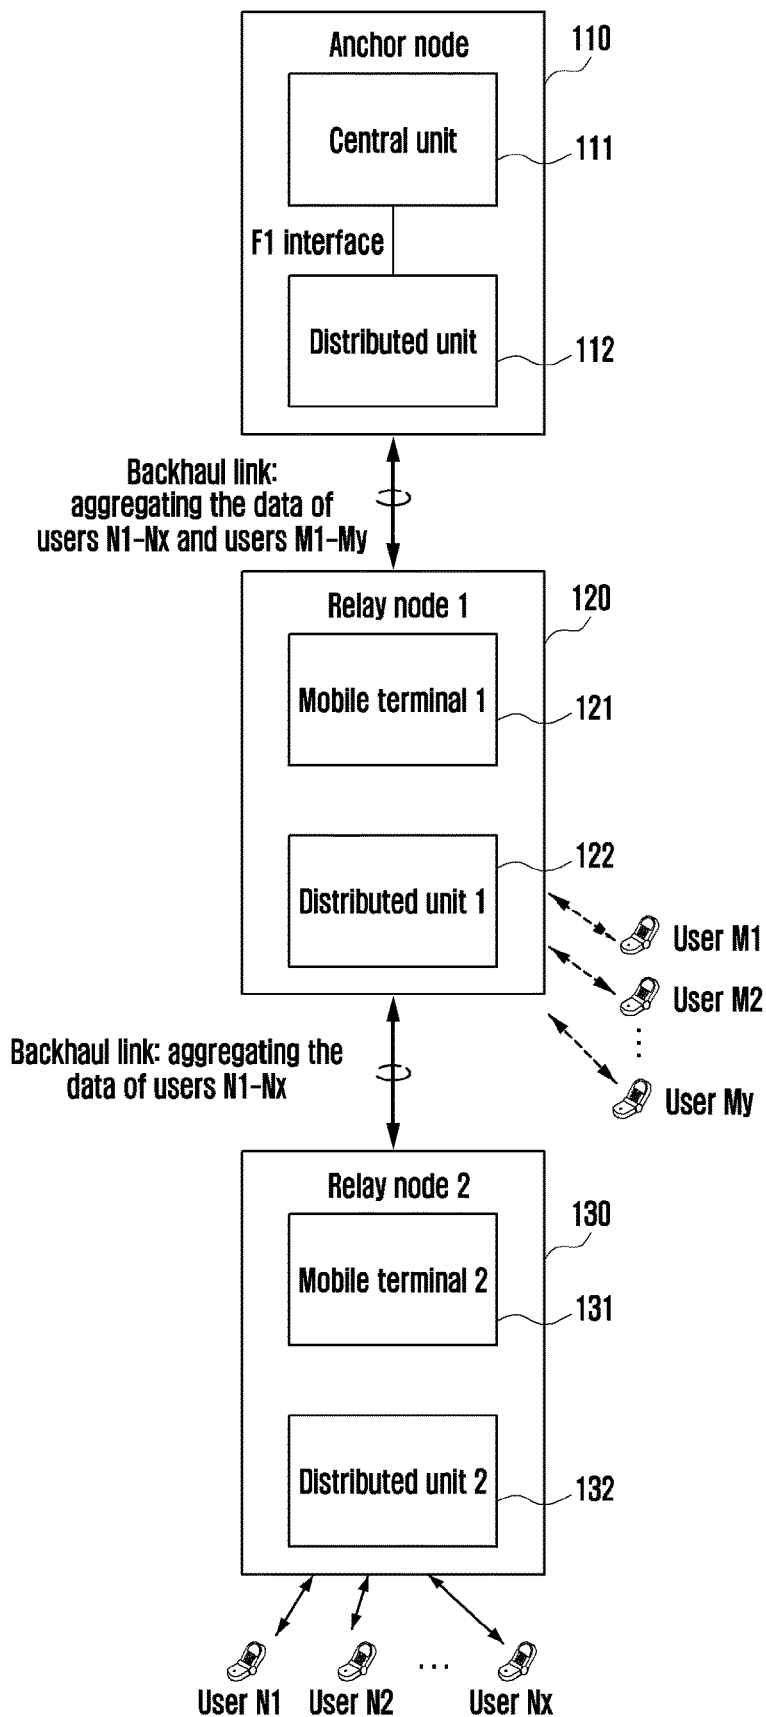 Anchor node
110
Central unit
111
F1 interface
Distributed unit
112
Backhaul link:
aggregating the data of
users N1-Nx and users M1-My
Relay node 1
120
Mobile terminal 1
121
Distributed unit 1
122
User M1
User M2
⋮
User My
Backhaul link: aggregating the
data of users N1-Nx
Relay node 2
130
Mobile terminal 2
131
Distributed unit 2
132
...
User N1 User N2 User Nx